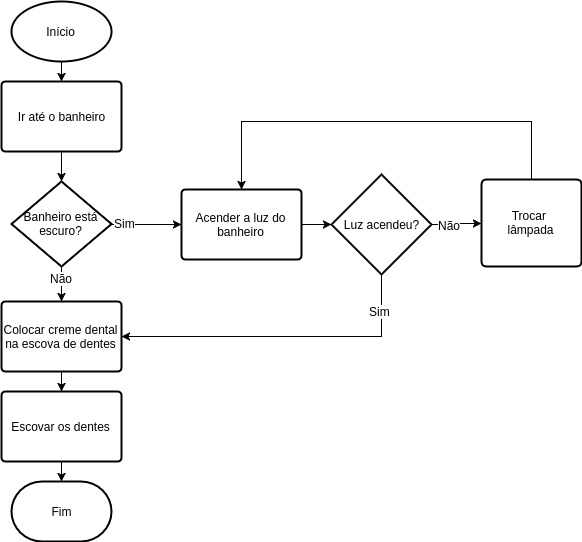 Início
Ir até o banheiro
Banheiro está
escuro?
Sim
Acender a luz do
banheiro
Luz acendeu?
Não
Trocar
lâmpada
Não
Sim
Colocar creme dental
na escova de dentes
Escovar os dentes
Fim